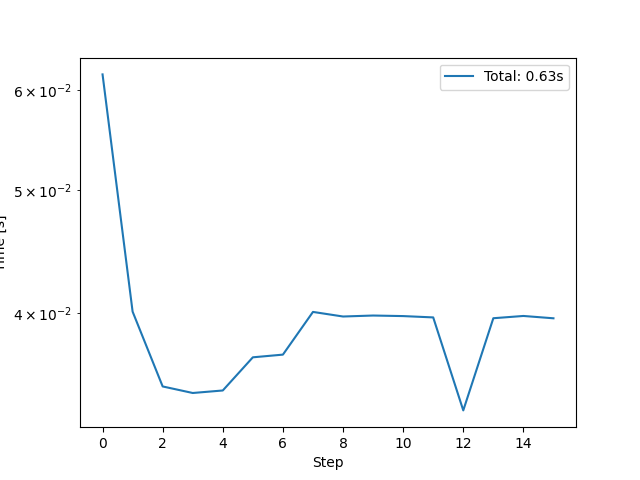 Total: 0.63s
6 × 10⁻²
5 × 10⁻²
4 × 10⁻²
[s]
0 2 4 6 8 10 12 14
Step